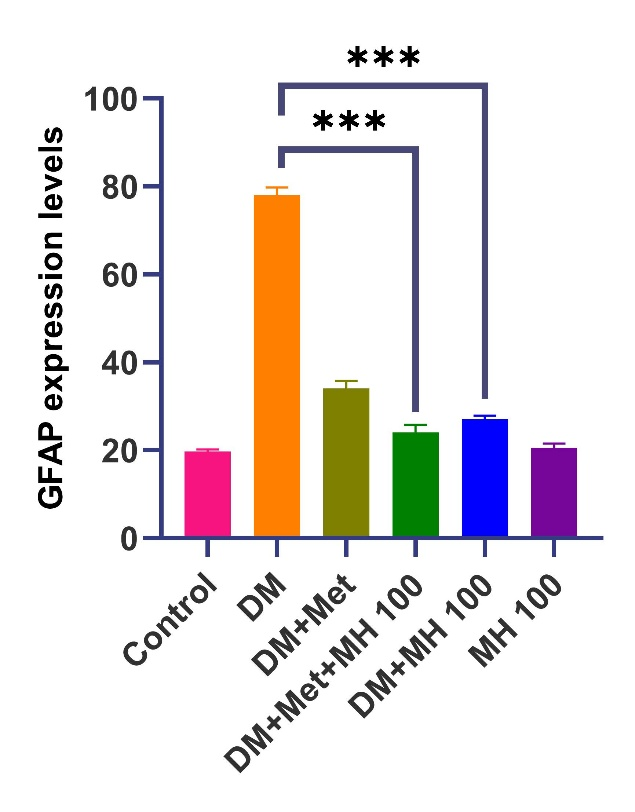 ***
***
GFAP expression levels
100
80
60
40
20
0
Control
DM
DM+Met
DM+Met+MH 100
DM+MH 100
MH 100